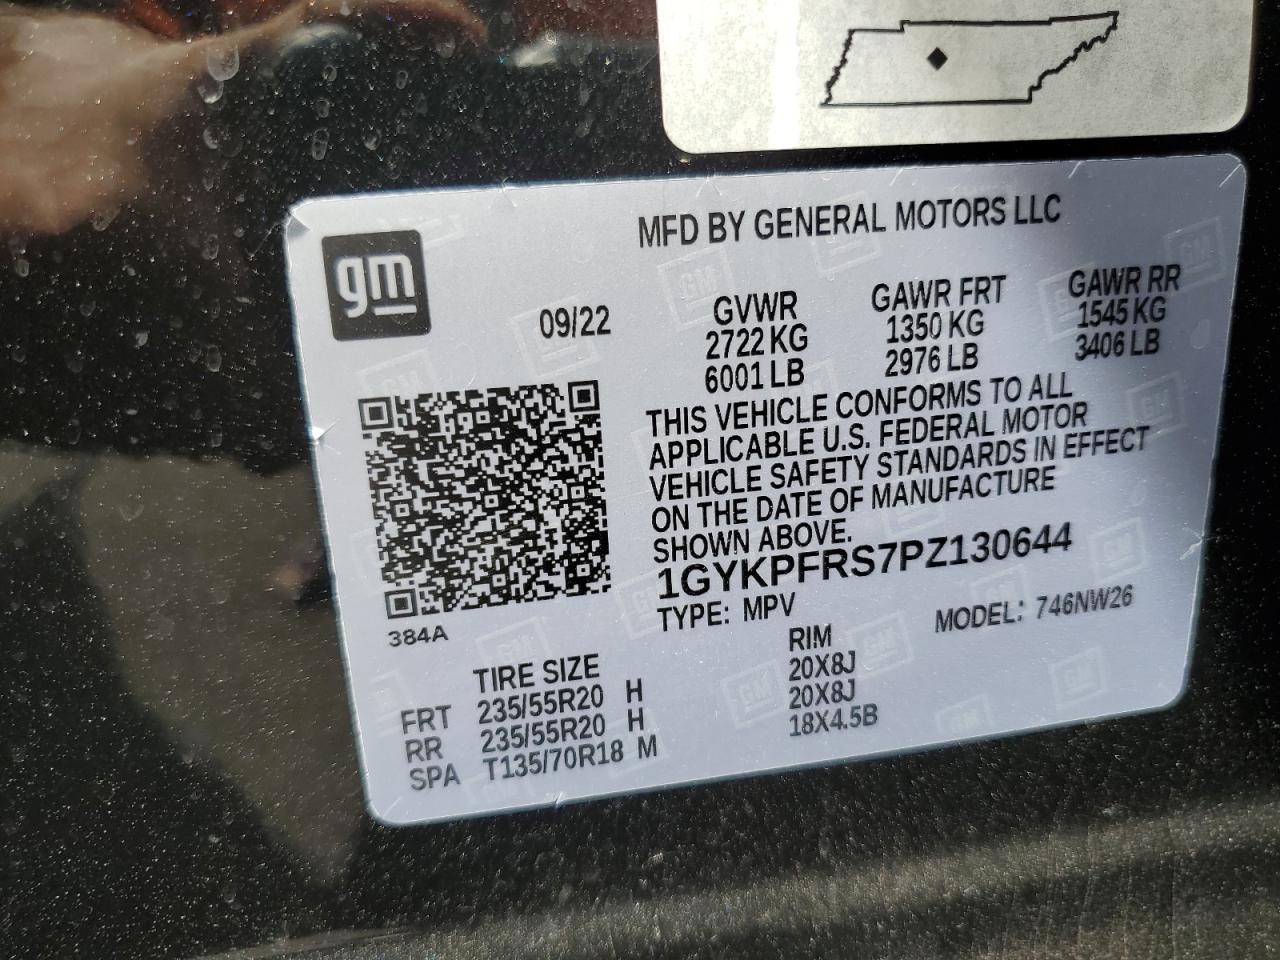 MFD BY GENERAL MOTORS LLC
gm
09/22
GVWR
2722 KG
6001 LB
GAWR FRT
1350 KG
2976 LB
GAWR RR
1545 KG
3406 LB
THIS VEHICLE CONFORMS TO ALL
APPLICABLE U.S. FEDERAL MOTOR
VEHICLE SAFETY STANDARDS IN EFFECT
ON THE DATE OF MANUFACTURE
SHOWN ABOVE.
1GYKPFRS7PZ130644
TYPE: MPV
MODEL: 746NW26
384A
TIRE SIZE RIM
FRT 235/55R20 H 20X8J
RR 235/55R20 H 20X8J
SPA T135/70R18 M 18X4.5B